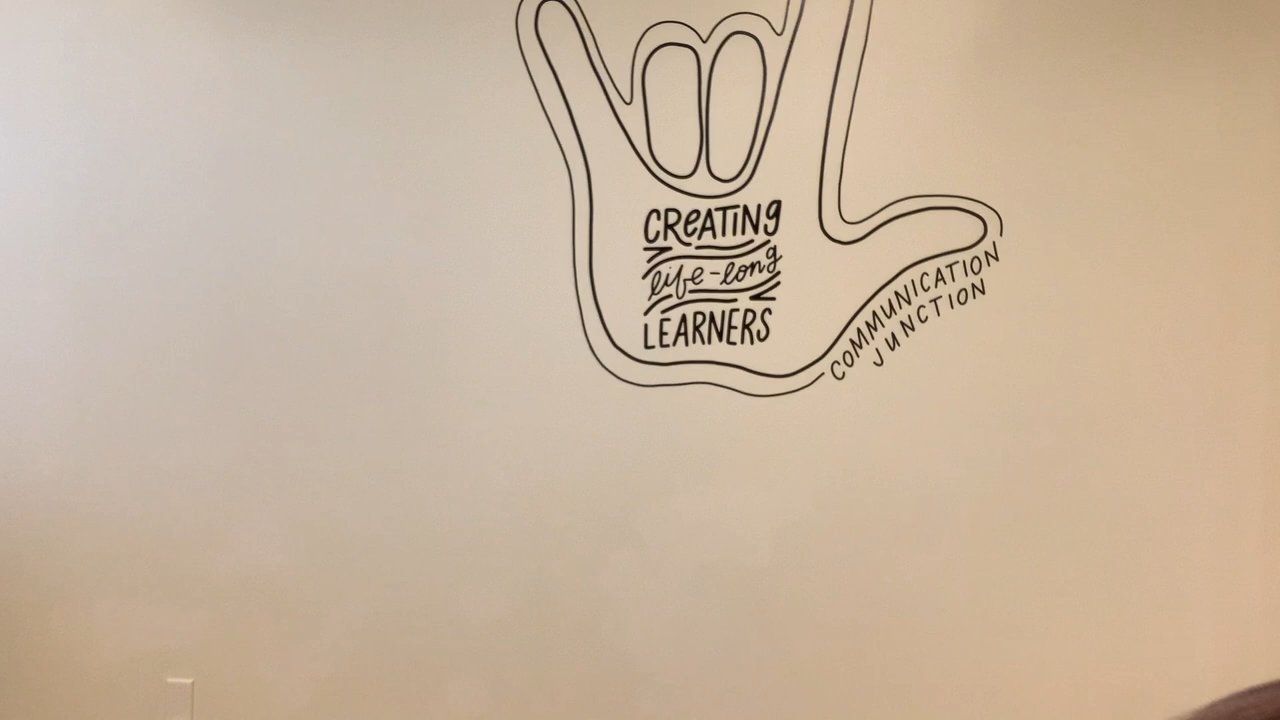 CREATING
life-long
LEARNERS
COMMUNICATION
JUNCTION